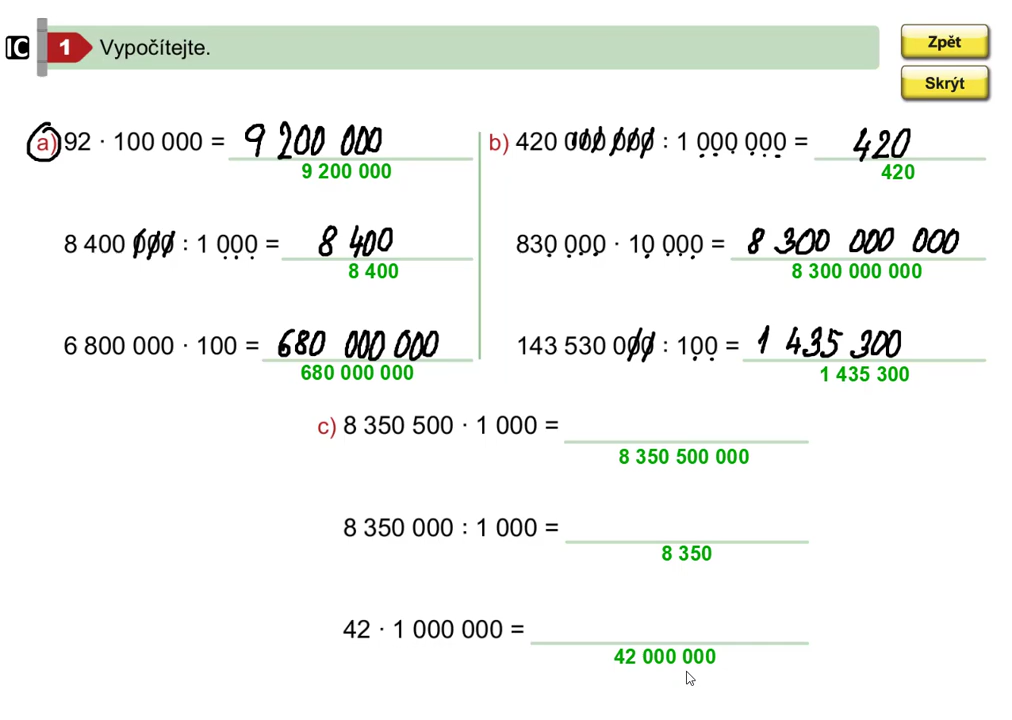 IC 1 Vypočítejte. Zpět
Skrýt
a) 92 · 100 000 = 9 200 000
9 200 000
8 400 000 : 1 000 = 8 400
8 400
6 800 000 · 100 = 680 000 000
680 000 000
b) 420 000 000 : 1 000 000 = 420
420
830 000 · 10 000 = 8 300 000 000
8 300 000 000
143 530 000 : 100 = 1 435 300
1 435 300
c) 8 350 500 · 1 000 =
8 350 500 000
8 350 000 : 1 000 =
8 350
42 · 1 000 000 =
42 000 000